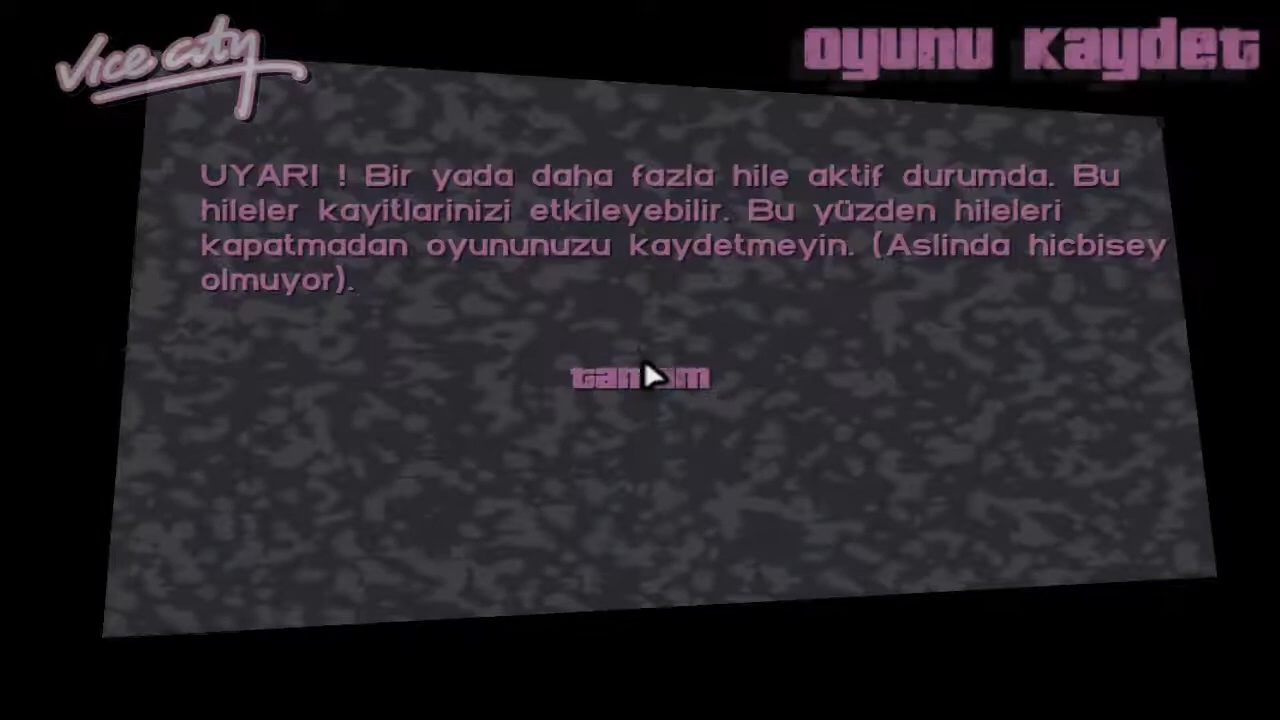 vice city
oyunu kaydet
UYARI ! Bir yada daha fazla hile aktif durumda. Bu
hileler kayitlarinizi etkileyebilir. Bu yüzden hileleri
kapatmadan oyununuzu kaydetmeyin. (Aslinda hicbisey
olmuyor).